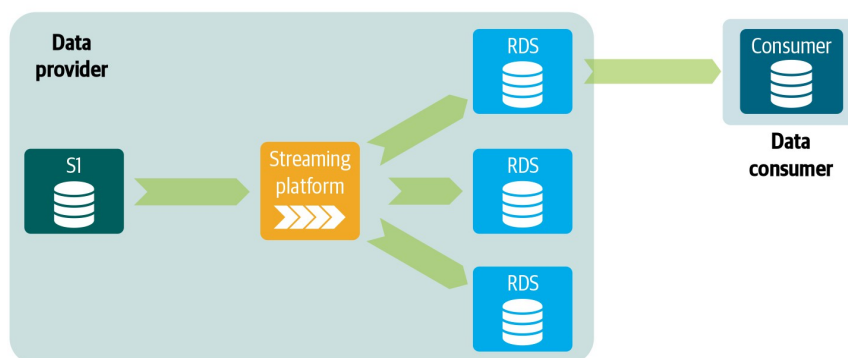 Data
provider
S1
Streaming
platform
RDS
RDS
RDS
Consumer
Data
consumer